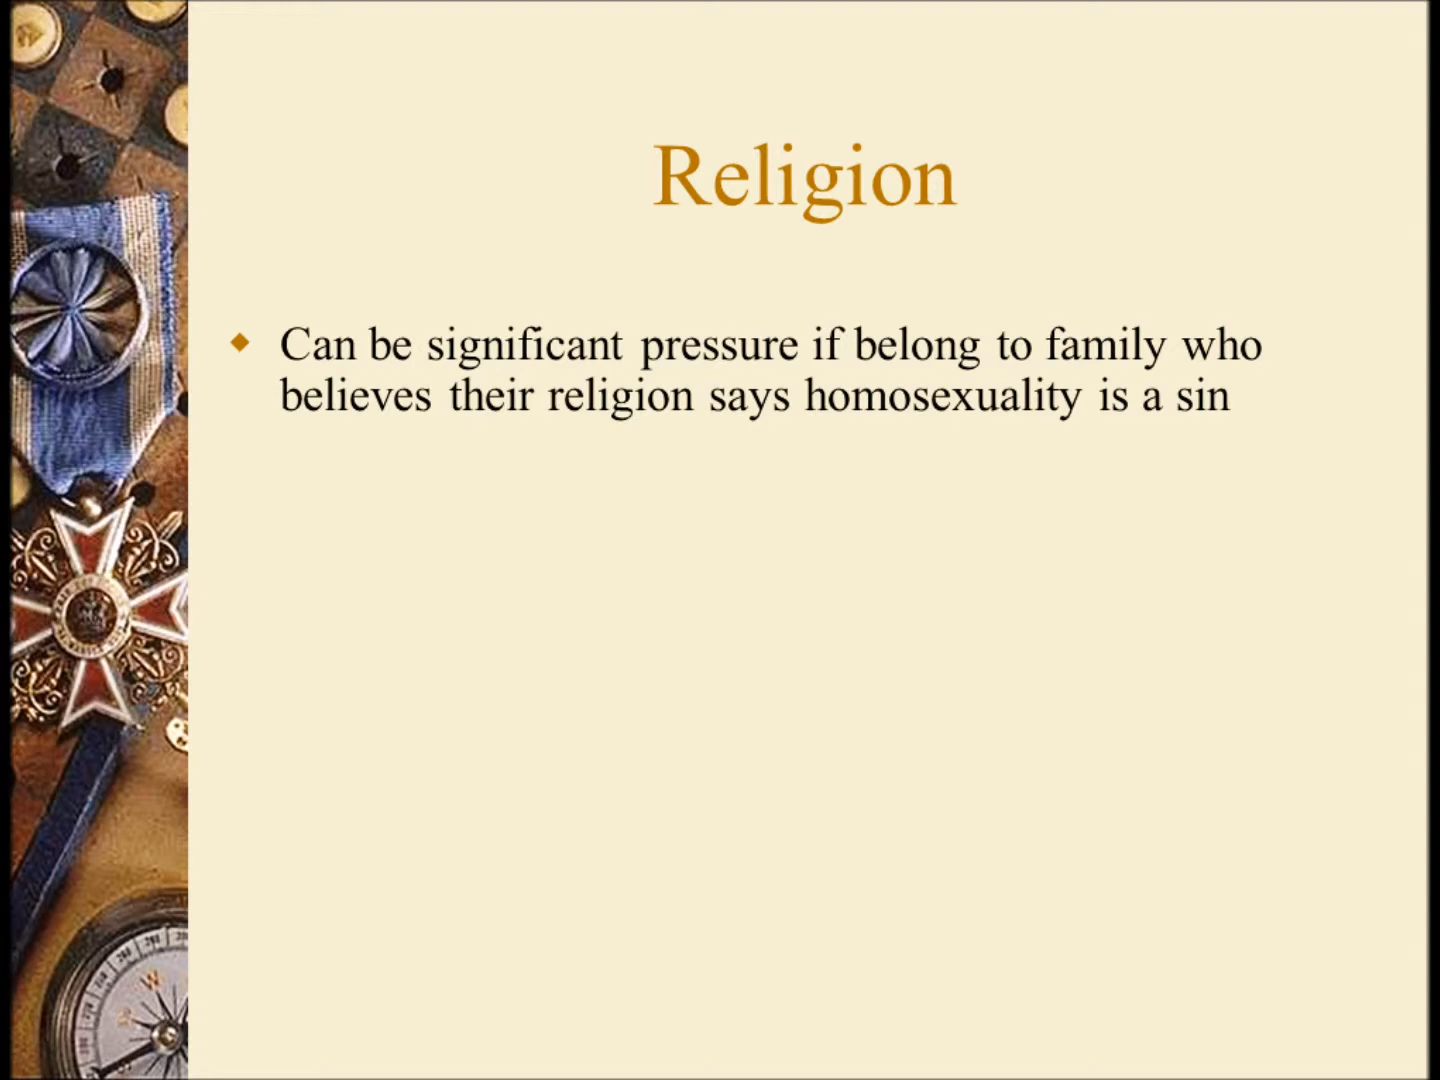 Religion
Can be significant pressure if belong to family who
believes their religion says homosexuality is a sin